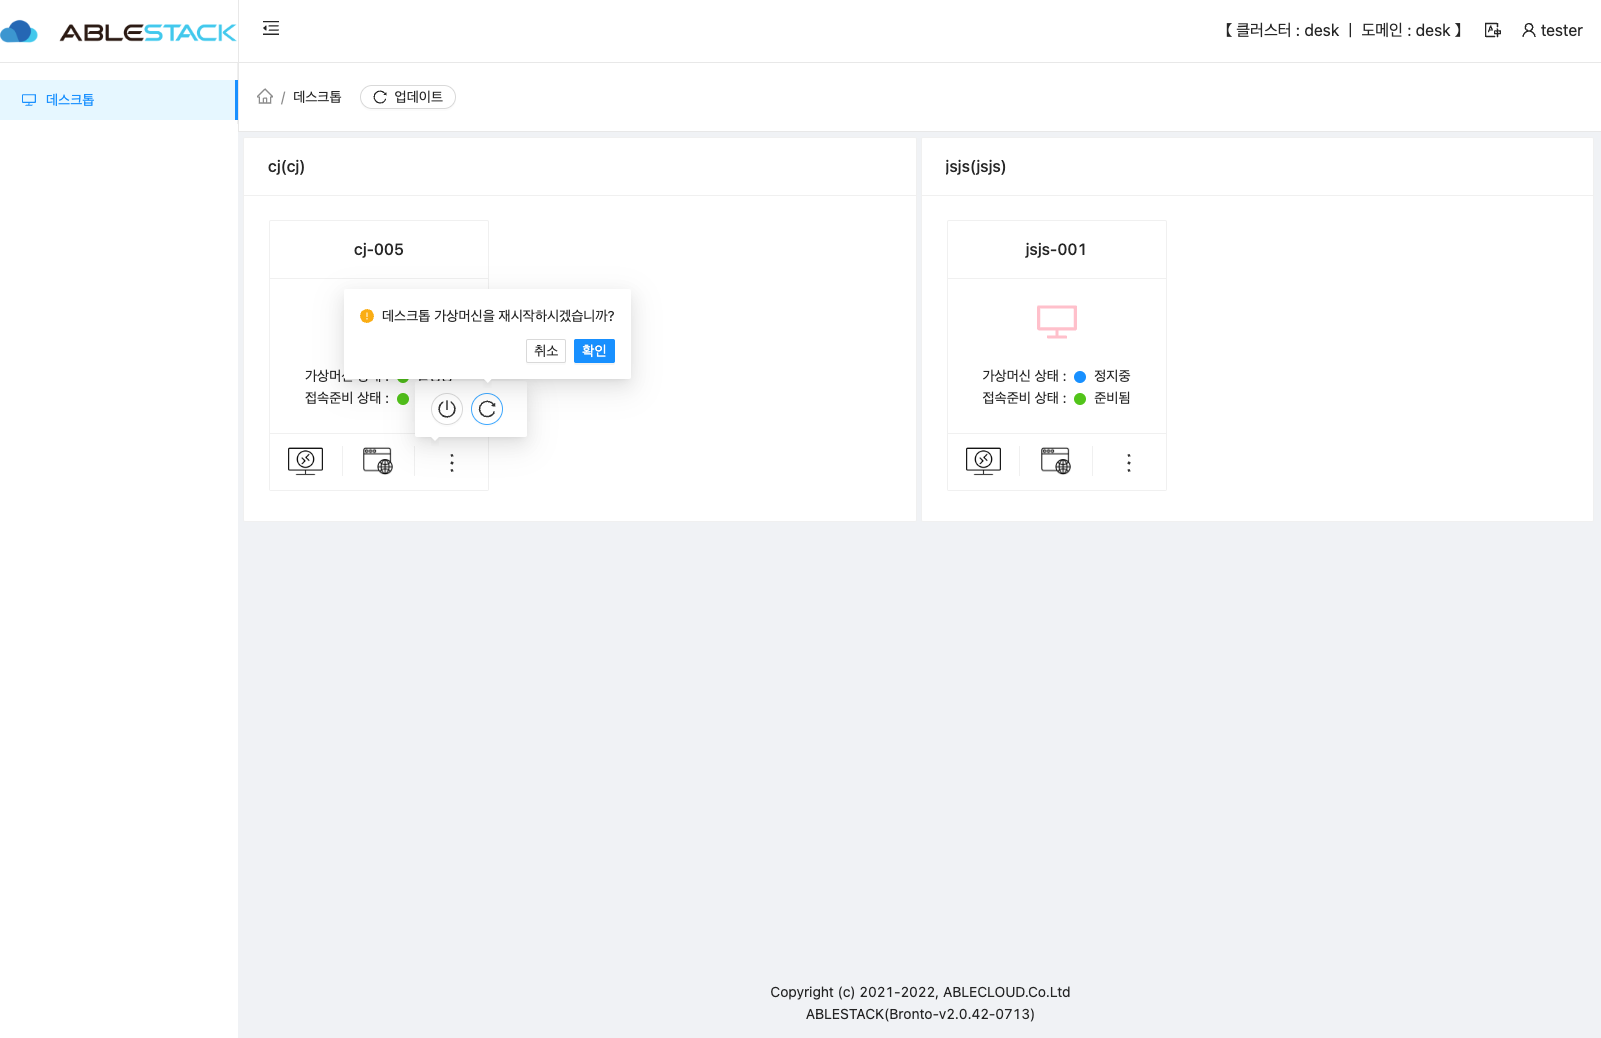 ABLESTACK
【 클러스터 : desk ㅣ 도메인 : desk 】
tester
데스크톱
/ 데스크톱
업데이트
cj(cj)
jsjs(jsjs)
cj-005
데스크톱 가상머신을 재시작하시겠습니까?
취소
확인
가상머신 상태 :
접속준비 상태 :
jsjs-001
가상머신 상태 : 정지중
접속준비 상태 : 준비됨
Copyright (c) 2021-2022, ABLECLOUD.Co.Ltd
ABLESTACK(Bronto-v2.0.42-0713)